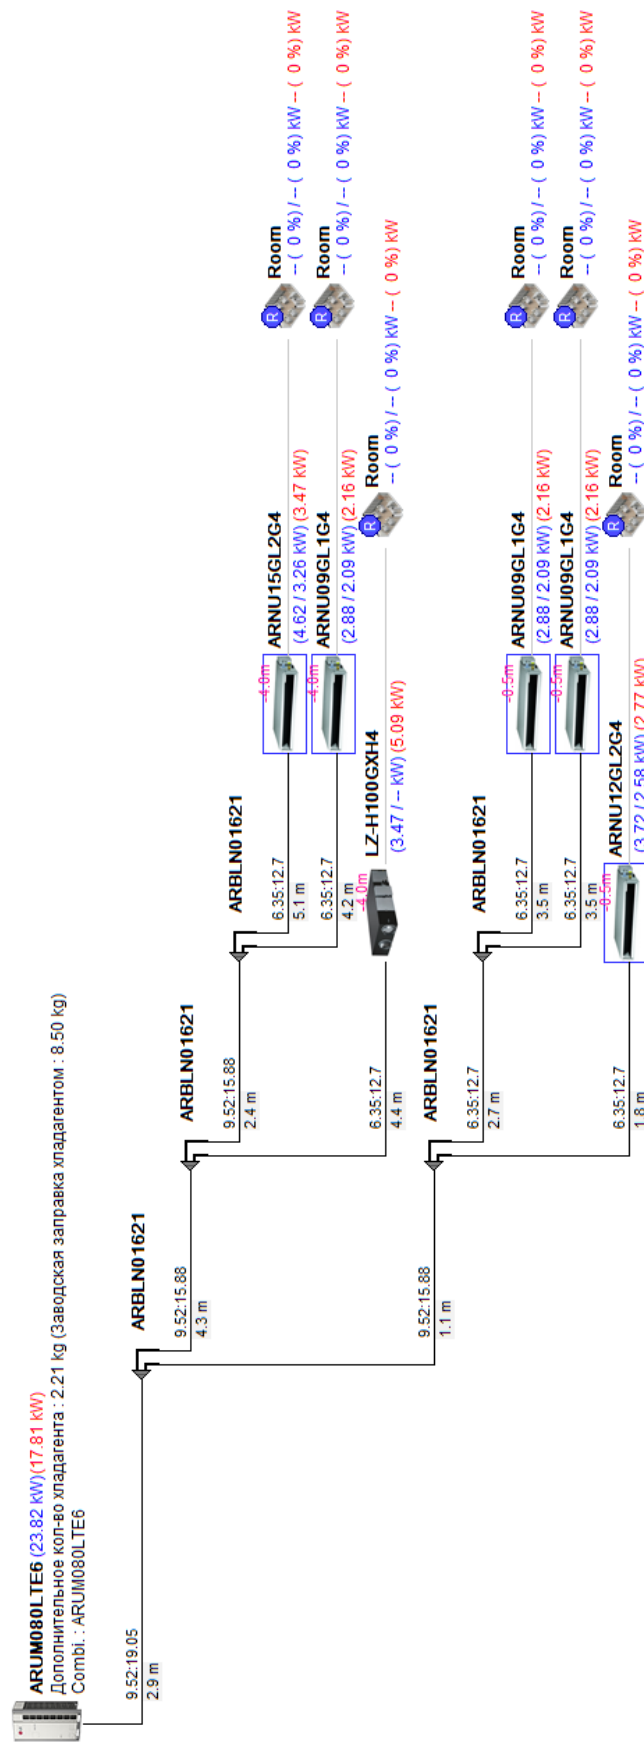 ARUM080LTE6 (23.82 kW)(17.81 kW)
Дополнительное кол-во хладагента : 2.21 kg (Заводская заправка хладагентом : 8.50 kg)
Combi. : ARUM080LTE6
9.52:19.05
2.9 m
ARBLN01621
9.52:15.88
4.3 m
ARBLN01621
9.52:15.88
2.4 m
ARBLN01621
6.35:12.7
5.1 m
-4.0m
ARNU15GL2G4
(4.62 / 3.26 kW) (3.47 kW)
R
Room
-- ( 0 %) / -- ( 0 %) kW -- ( 0 %) kW
6.35:12.7
4.2 m
-4.0m
ARNU09GL1G4
(2.88 / 2.09 kW) (2.16 kW)
R
Room
-- ( 0 %) / -- ( 0 %) kW -- ( 0 %) kW
6.35:12.7
4.4 m
-4.0m
LZ-H100GXH4
(3.47 / -- kW) (5.09 kW)
R
Room
-- ( 0 %) / -- ( 0 %) kW -- ( 0 %) kW
9.52:15.88
1.1 m
ARBLN01621
6.35:12.7
2.7 m
ARBLN01621
6.35:12.7
3.5 m
-0.5m
ARNU09GL1G4
(2.88 / 2.09 kW) (2.16 kW)
R
Room
-- ( 0 %) / -- ( 0 %) kW -- ( 0 %) kW
6.35:12.7
3.5 m
-0.5m
ARNU09GL1G4
(2.88 / 2.09 kW) (2.16 kW)
R
Room
-- ( 0 %) / -- ( 0 %) kW -- ( 0 %) kW
6.35:12.7
1.8 m
-0.5m
ARNU12GL2G4
(3.72 / 2.58 kW) (2.77 kW)
R
Room
-- ( 0 %) / -- ( 0 %) kW -- ( 0 %) kW